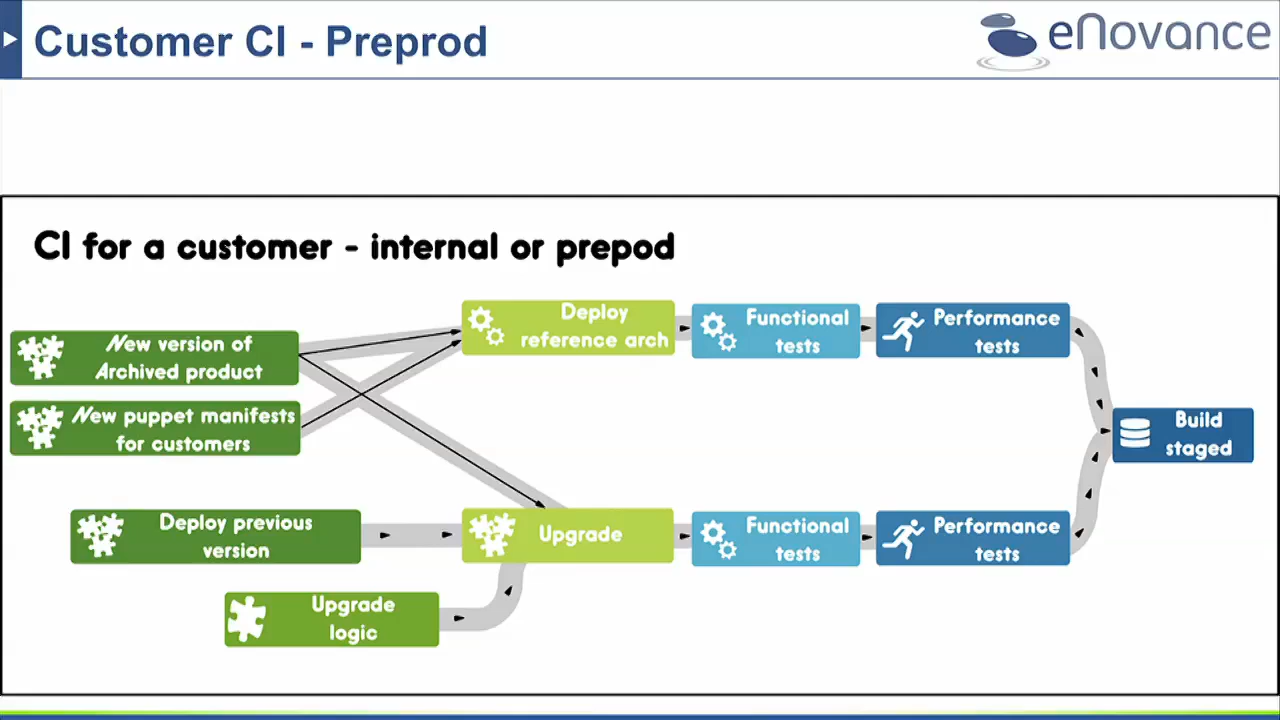 Customer CI - Preprod
eNovance
CI for a customer - internal or prepod
New version of
Archived product
New puppet manifests
for customers
Deploy
reference arch
Functional
tests
Performance
tests
Build
staged
Deploy previous
version
Upgrade
Functional
tests
Performance
tests
Upgrade
logic